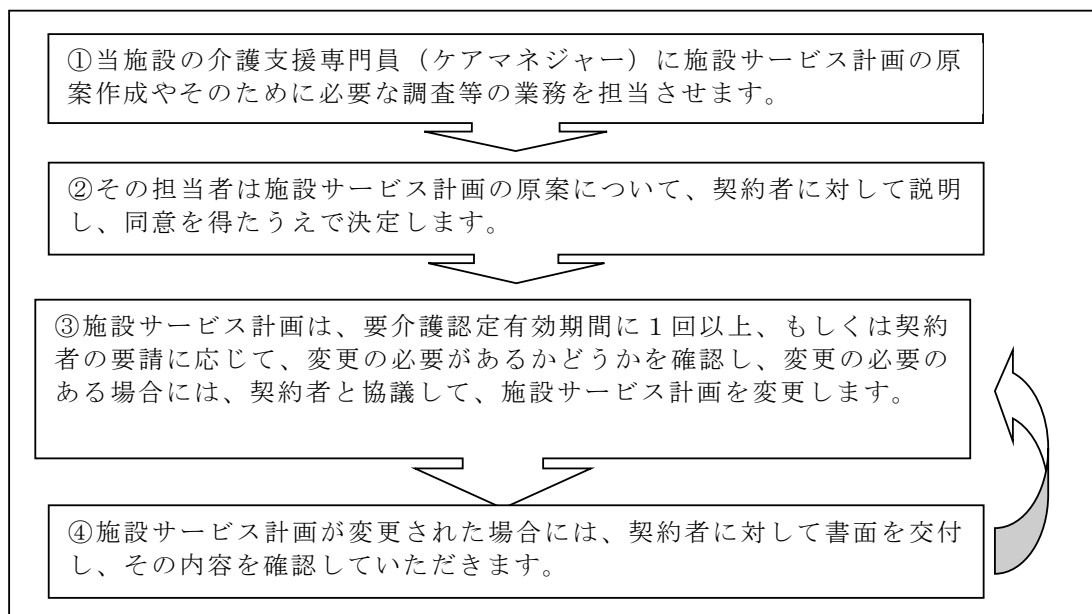 ①当施設の介護支援専門員（ケアマネジャー）に施設サービス計画の原
案作成やそのために必要な調査等の業務を担当させます。
②その担当者は施設サービス計画の原案について、契約者に対して説明
し、同意を得たうえで決定します。
③施設サービス計画は、要介護認定有効期間に１回以上、もしくは契約
者の要請に応じて、変更の必要があるかどうかを確認し、変更の必要の
ある場合には、契約者と協議して、施設サービス計画を変更します。
④施設サービス計画が変更された場合には、契約者に対して書面を交付
し、その内容を確認していただきます。